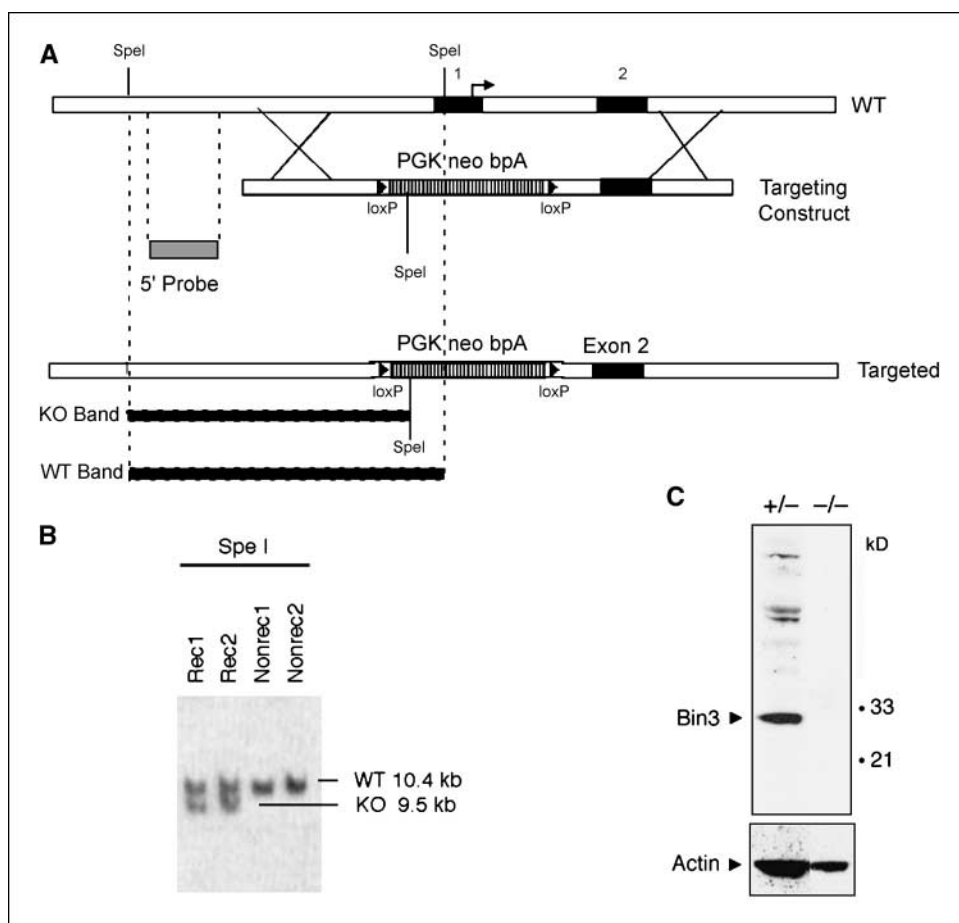 A
SpeI
SpeI
1
2
WT
PGK neo bpA
loxP
loxP
Targeting
Construct
SpeI
5' Probe
PGK neo bpA
Exon 2
Targeted
loxP
loxP
KO Band
SpeI
WT Band
B
Spe I
Rec1
Rec2
Nonrec1
Nonrec2
WT 10.4 kb
KO 9.5 kb
C
+/– –/–
kD
Bin3
• 33
• 21
Actin